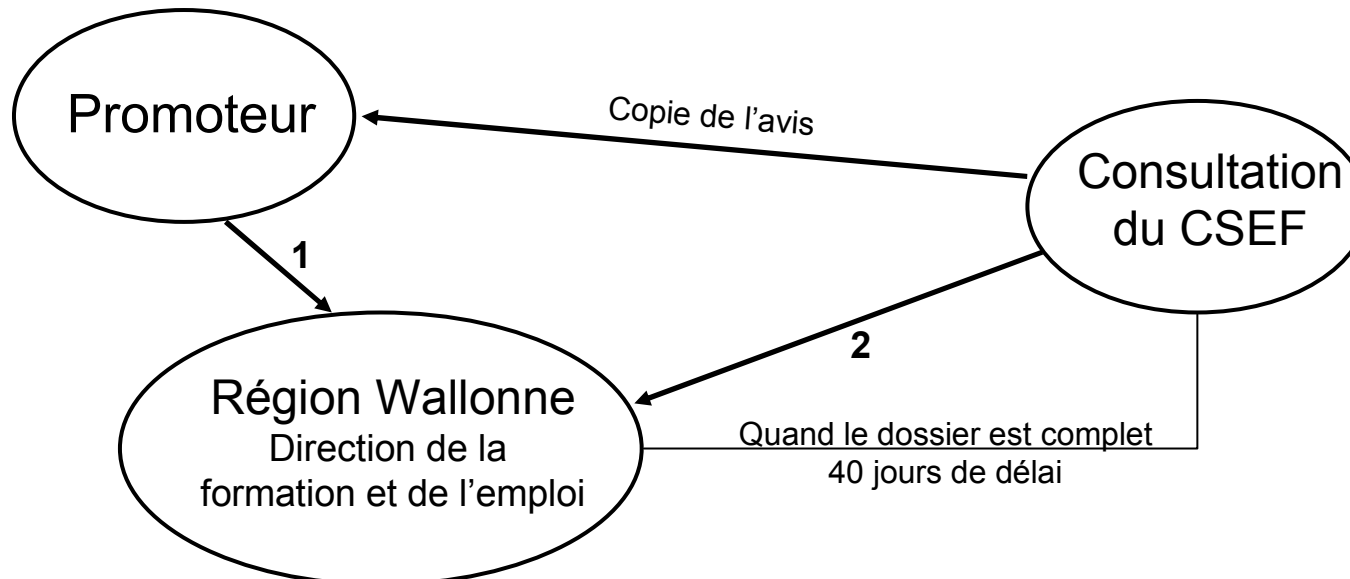 Promoteur
Copie de l’avis
Consultation
du CSEF
1
2
Région Wallonne
Direction de la
formation et de l’emploi
Quand le dossier est complet
40 jours de délai